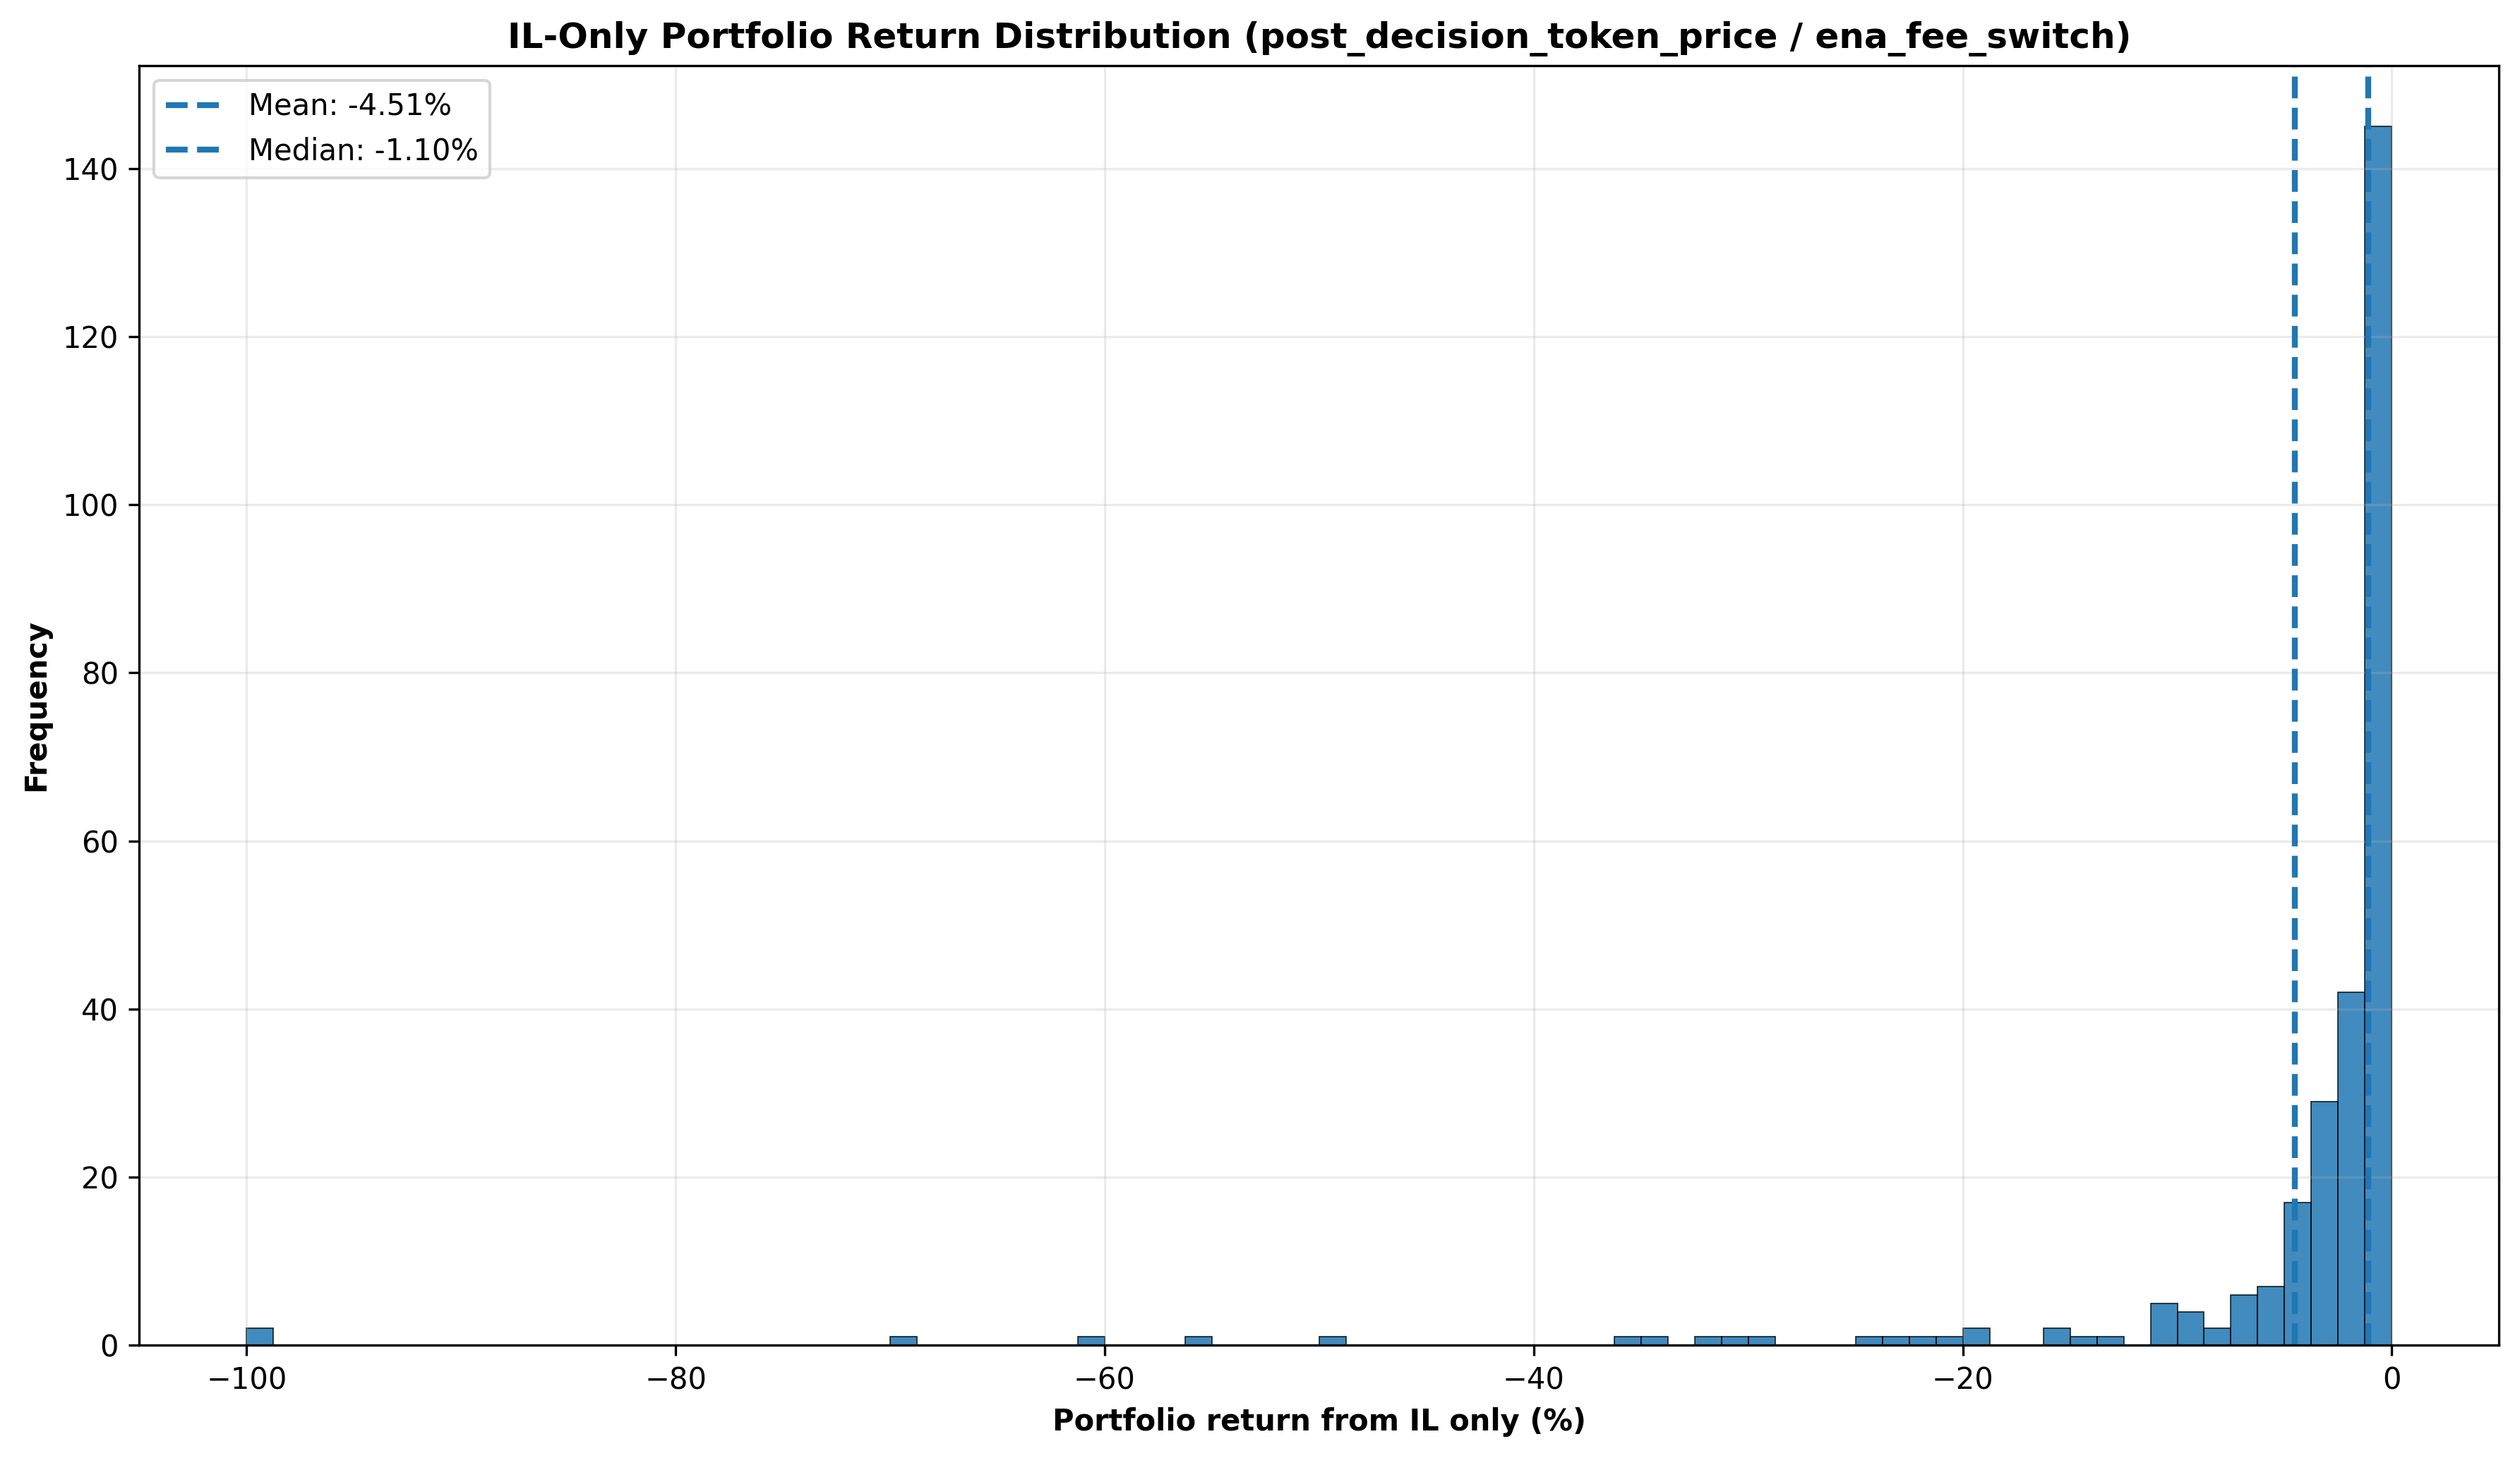 IL-Only Portfolio Return Distribution (post_decision_token_price / ena_fee_switch)
Mean: -4.51%
Median: -1.10%
140
120
100
80
60
40
20
0
Frequency
−100
−80
−60
−40
−20
0
Portfolio return from IL only (%)